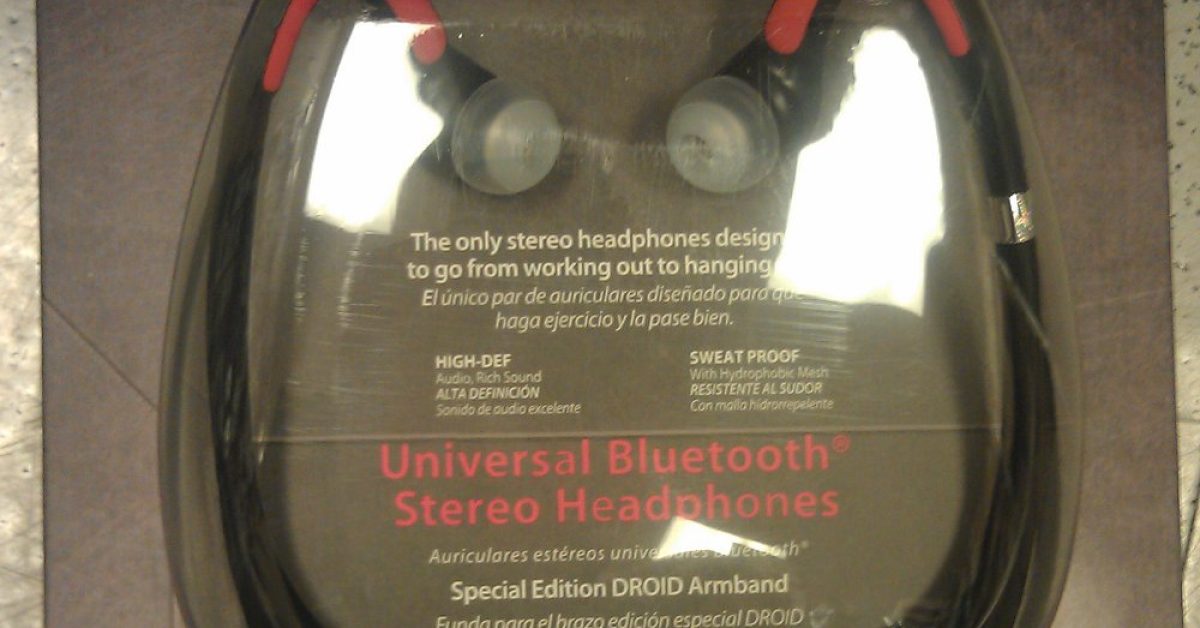 The only stereo headphones
to go from working out to hanging
El único par de auriculares diseñado para que
haga ejercicio y la pase bien.
HIGH-DEF
Audio, Rich Sound
ALTA DEFINICIÓN
Sonido de audio excelente
SWEAT PROOF
With Hydrophobic Mesh
RESISTENTE AL SUDOR
Con malla hidrorrepelente
Universal Bluetooth®
Stereo Headphones
Auriculares estéreos
Special Edition DROID Armband
Funda para el brazo edición especial DROID